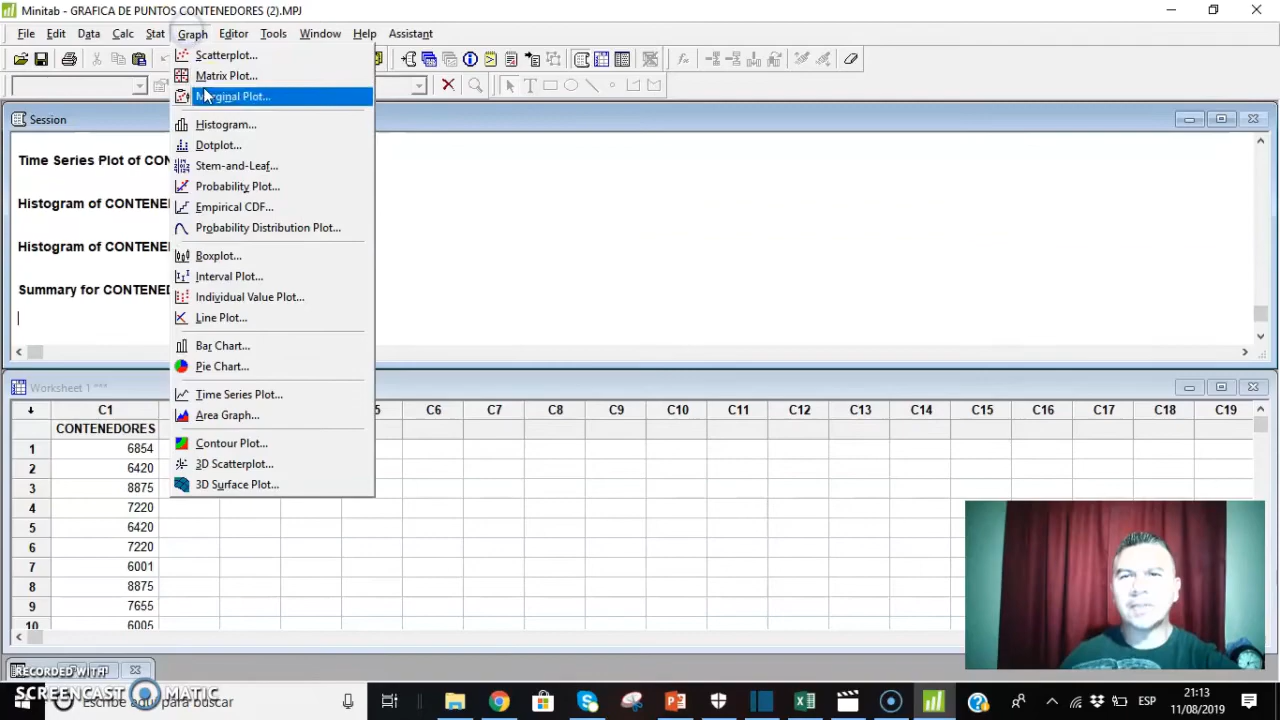 Minitab - GRAFICA DE PUNTOS CONTENEDORES (2).MPJ
File Edit Data Calc Stat Graph Editor Tools Window Help Assistant
Scatterplot...
Matrix Plot...
Marginal Plot...
Histogram...
Dotplot...
Stem-and-Leaf...
Probability Plot...
Empirical CDF...
Probability Distribution Plot...
Boxplot...
Interval Plot...
Individual Value Plot...
Line Plot...
Bar Chart...
Pie Chart...
Time Series Plot...
Area Graph...
Contour Plot...
3D Scatterplot...
3D Surface Plot...
Session
Time Series Plot of CON
Histogram of CONTENE
Histogram of CONTENE
Summary for CONTENED
Worksheet 1 ***
C1 5 C6 C7 C8 C9 C10 C11 C12 C13 C14 C15 C16 C17 C18 C19
CONTENEDORES
1 6854
2 6420
3 8875
4 7220
5 6420
6 7220
7 6001
8 8875
9 7655
10 6005
RECORDED WITH
SCREENCAST MATIC
Escribe aquí para buscar
ESP
21:13
11/08/2019